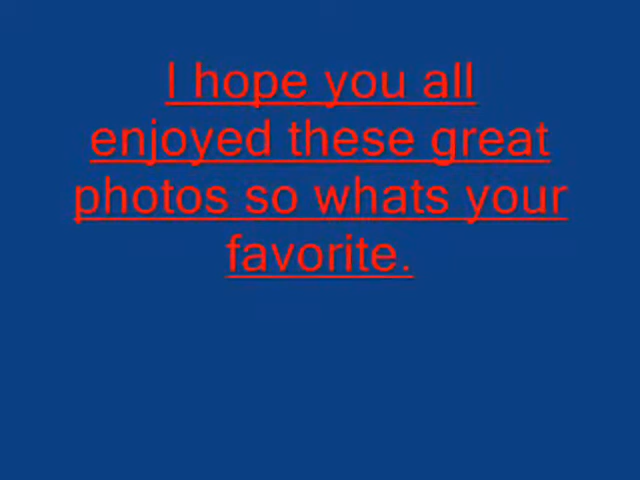 I hope you all
enjoyed these great
photos so whats your
favorite.